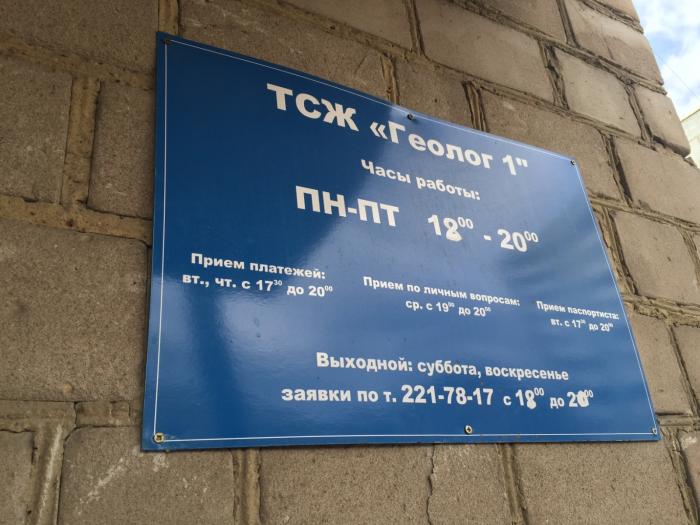 ТСЖ «Геолог 1"
Часы работы:
ПН-ПТ 18⁰⁰ - 20⁰⁰
Прием платежей:
вт., чт. с 17³⁰ до 20⁰⁰
Прием по личным вопросам:
ср. с 19⁰⁰ до 20⁰⁰
Прием паспортиста:
вт. с 17³⁰ до 20⁰⁰
Выходной: суббота, воскресенье
заявки по т. 221-78-17 с 18⁰⁰ до 20⁰⁰